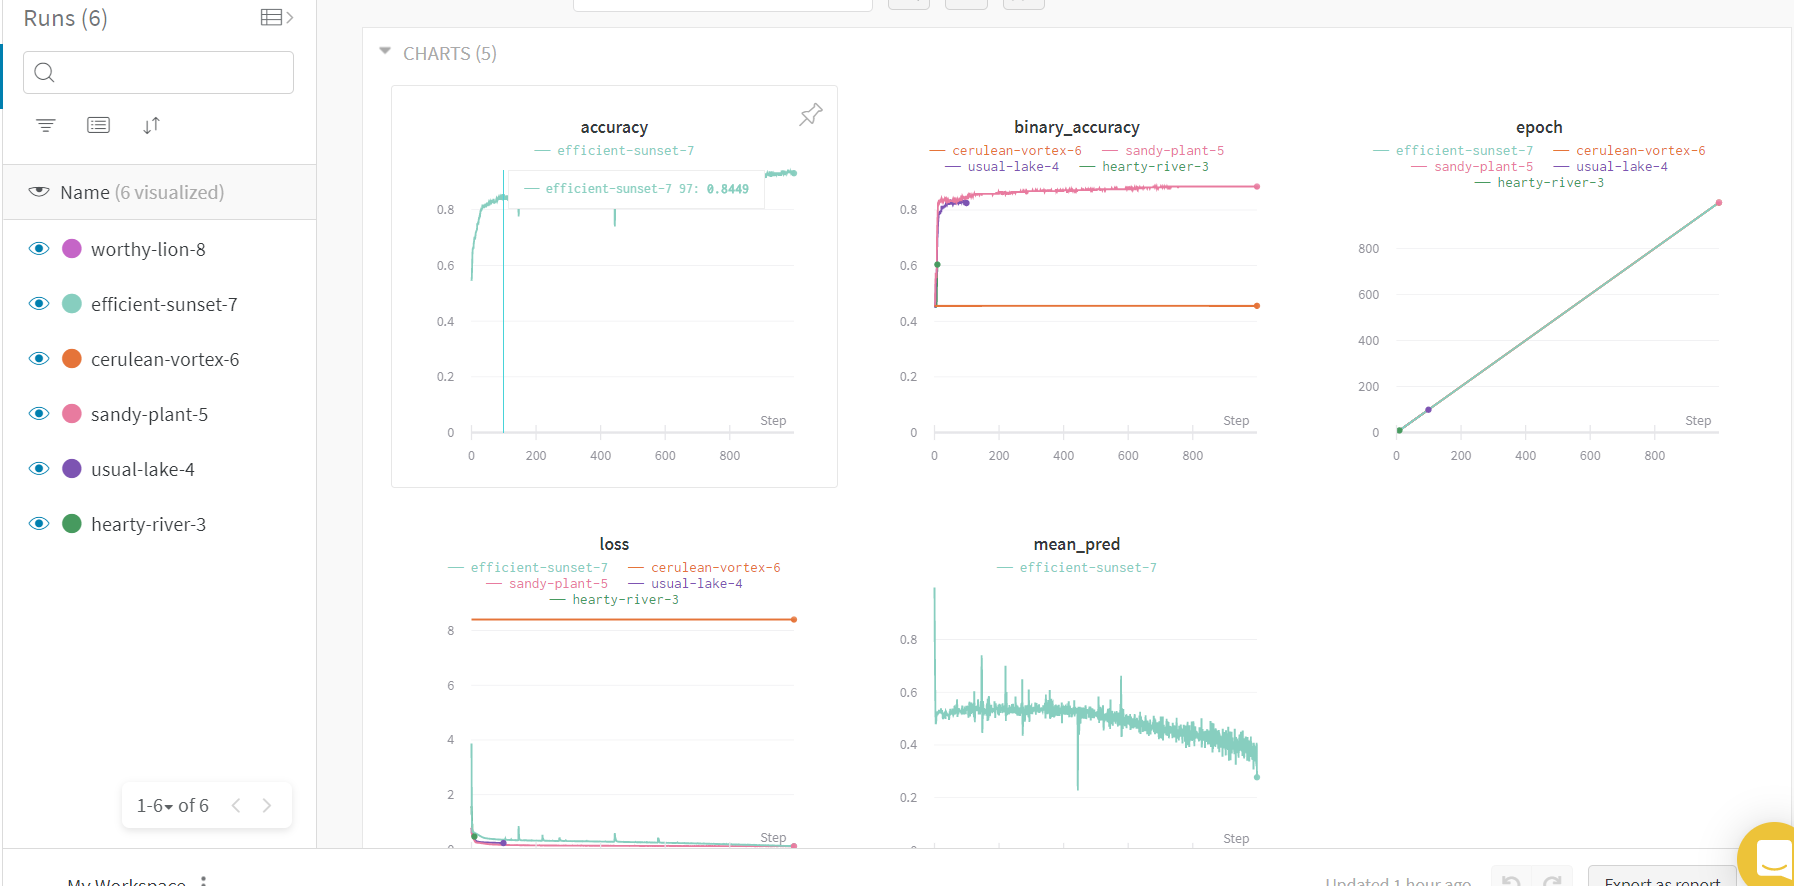 Runs (6)
Name (6 visualized)
worthy-lion-8
efficient-sunset-7
cerulean-vortex-6
sandy-plant-5
usual-lake-4
hearty-river-3
1-6 of 6
CHARTS (5)
accuracy
efficient-sunset-7
efficient-sunset-7 97: 0.8449
0.8
0.6
0.4
0.2
0
Step
0 200 400 600 800
binary_accuracy
cerulean-vortex-6 sandy-plant-5
usual-lake-4 hearty-river-3
0.8
0.6
0.4
0.2
0
Step
0 200 400 600 800
epoch
efficient-sunset-7 cerulean-vortex-6
sandy-plant-5 usual-lake-4
hearty-river-3
800
600
400
200
0
Step
0 200 400 600 800
loss
efficient-sunset-7 cerulean-vortex-6
sandy-plant-5 usual-lake-4
hearty-river-3
8
6
4
2
0
Step
mean_pred
efficient-sunset-7
0.8
0.6
0.4
0.2
0
Step
My Workspace
Updated 1 hour ago
Export as report